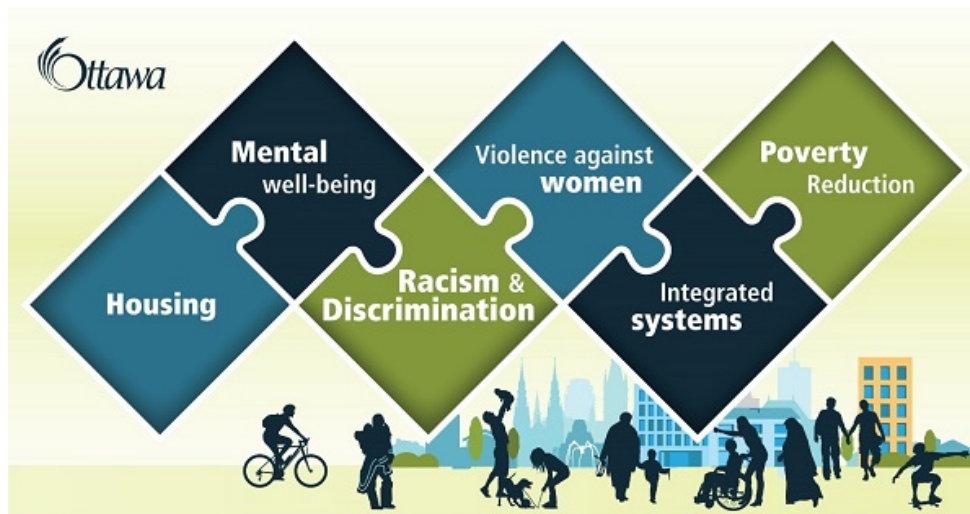 Ottawa
Mental
well-being
Violence against
women
Poverty
Reduction
Housing
Racism &
Discrimination
Integrated
systems